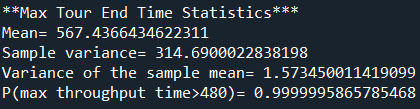 **Max Tour End Time Statistics***
Mean= 567.4366434622311
Sample variance= 314.6900022838198
Variance of the sample mean= 1.573450011419099
P(max throughput time>480)= 0.9999995865785468